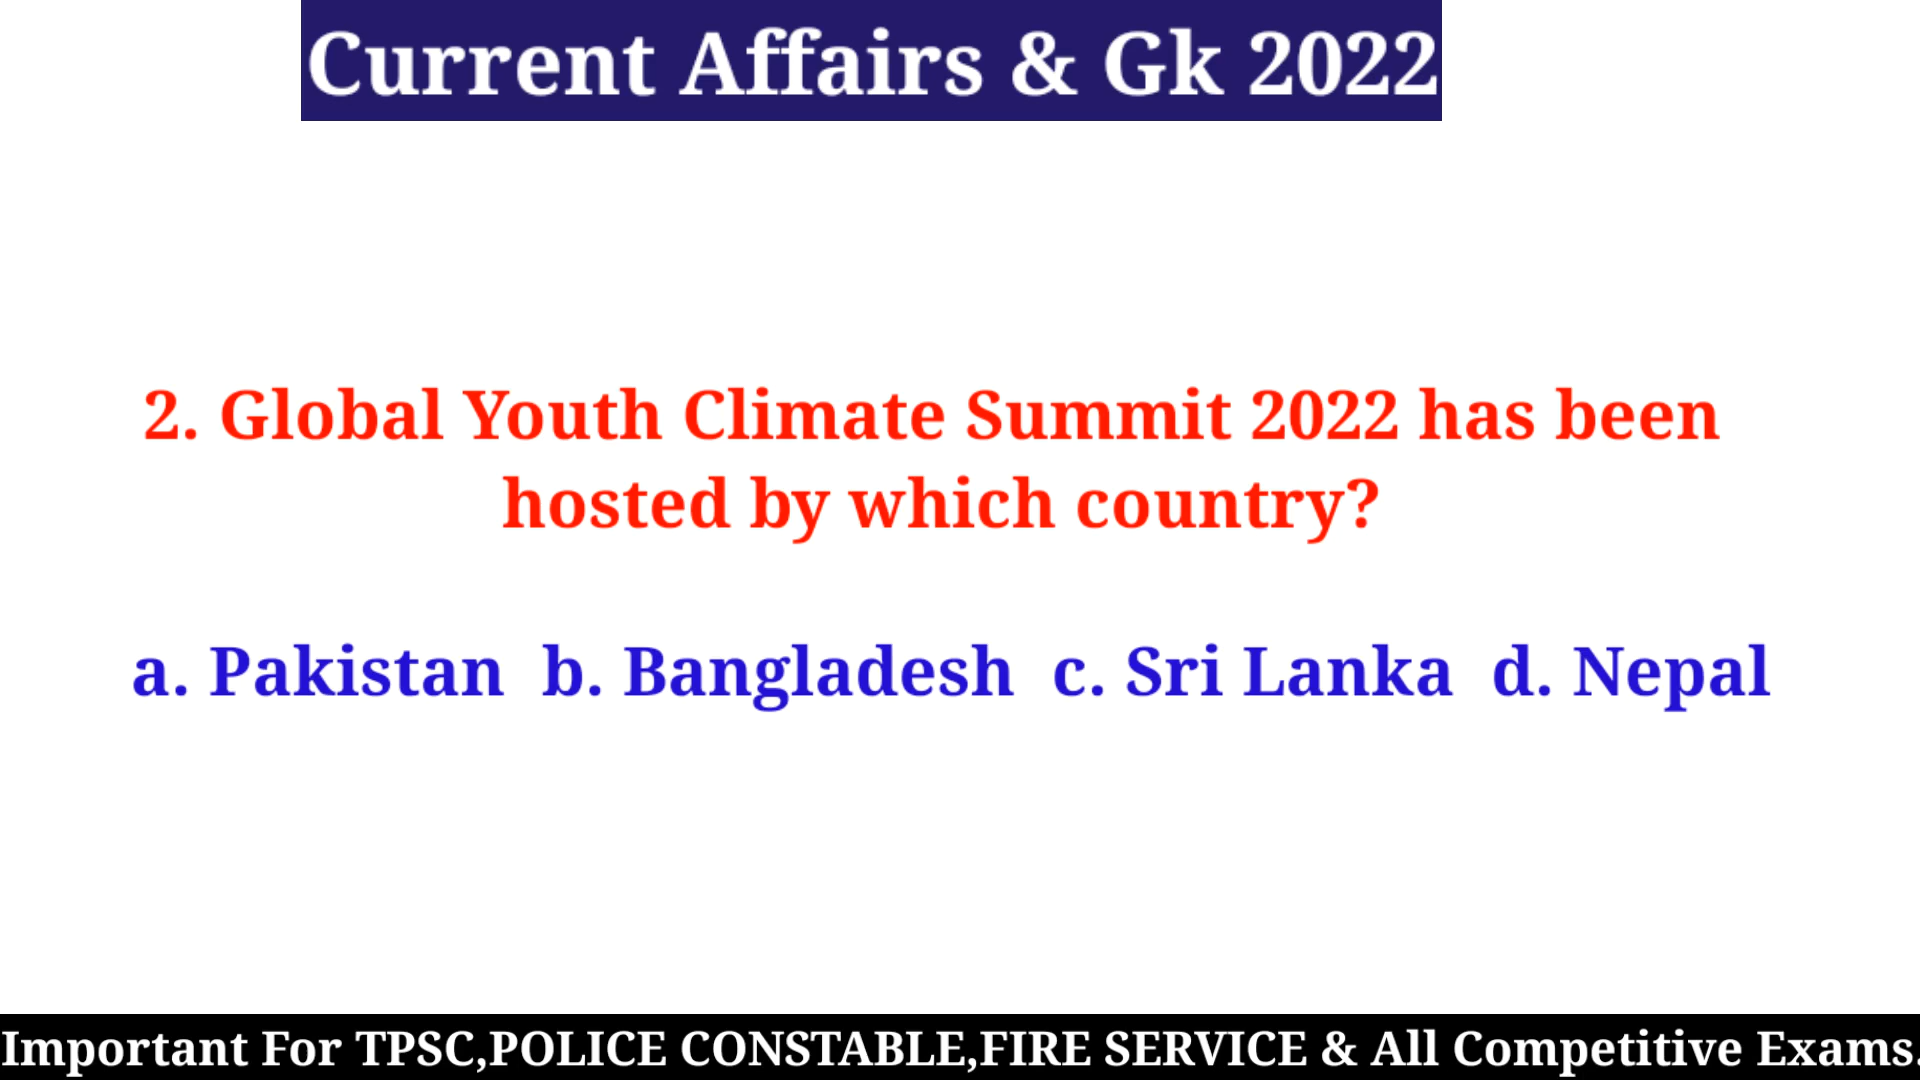 Current Affairs & Gk 2022
2. Global Youth Climate Summit 2022 has been
hosted by which country?
a. Pakistan  b. Bangladesh  c. Sri Lanka  d. Nepal
Important For TPSC,POLICE CONSTABLE,FIRE SERVICE & All Competitive Exams.